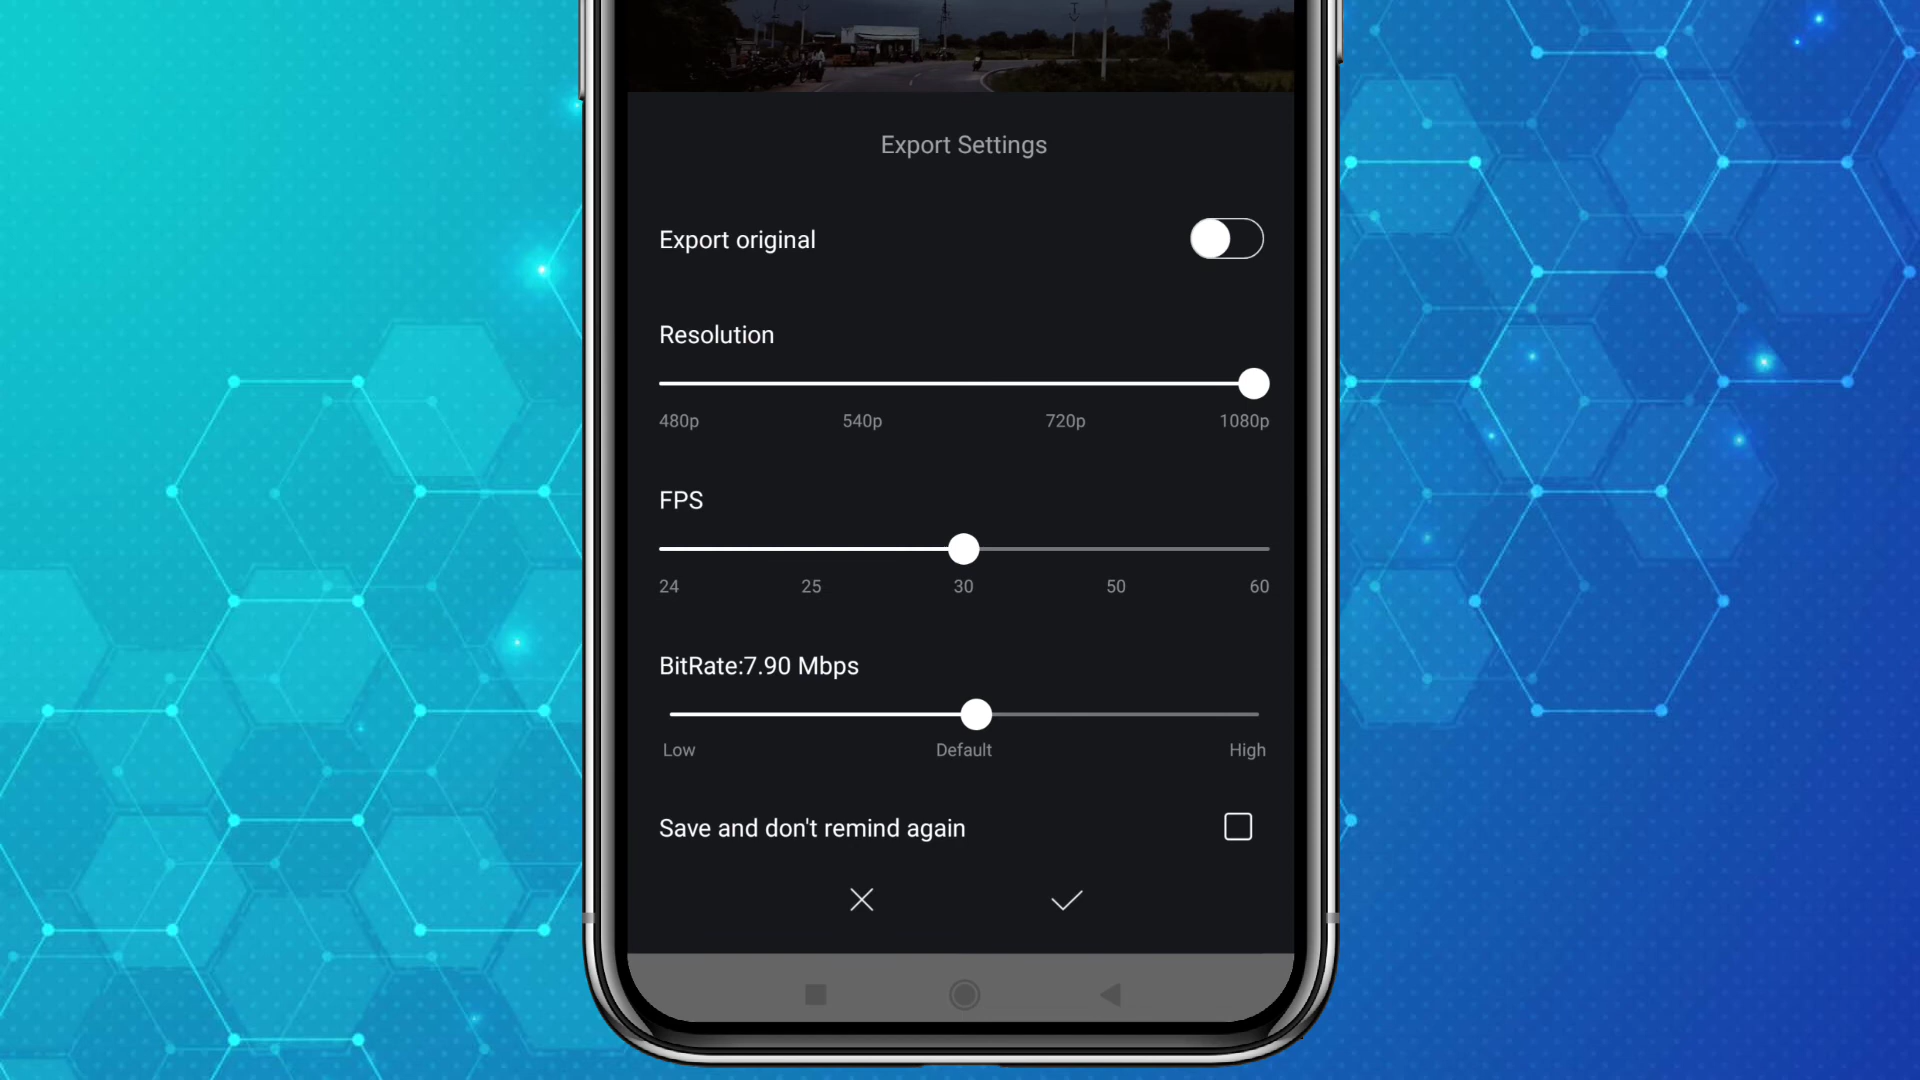 Export Settings
Export original
Resolution
480p 540p 720p 1080p
FPS
24 25 30 50 60
BitRate:7.90 Mbps
Low Default High
Save and don't remind again